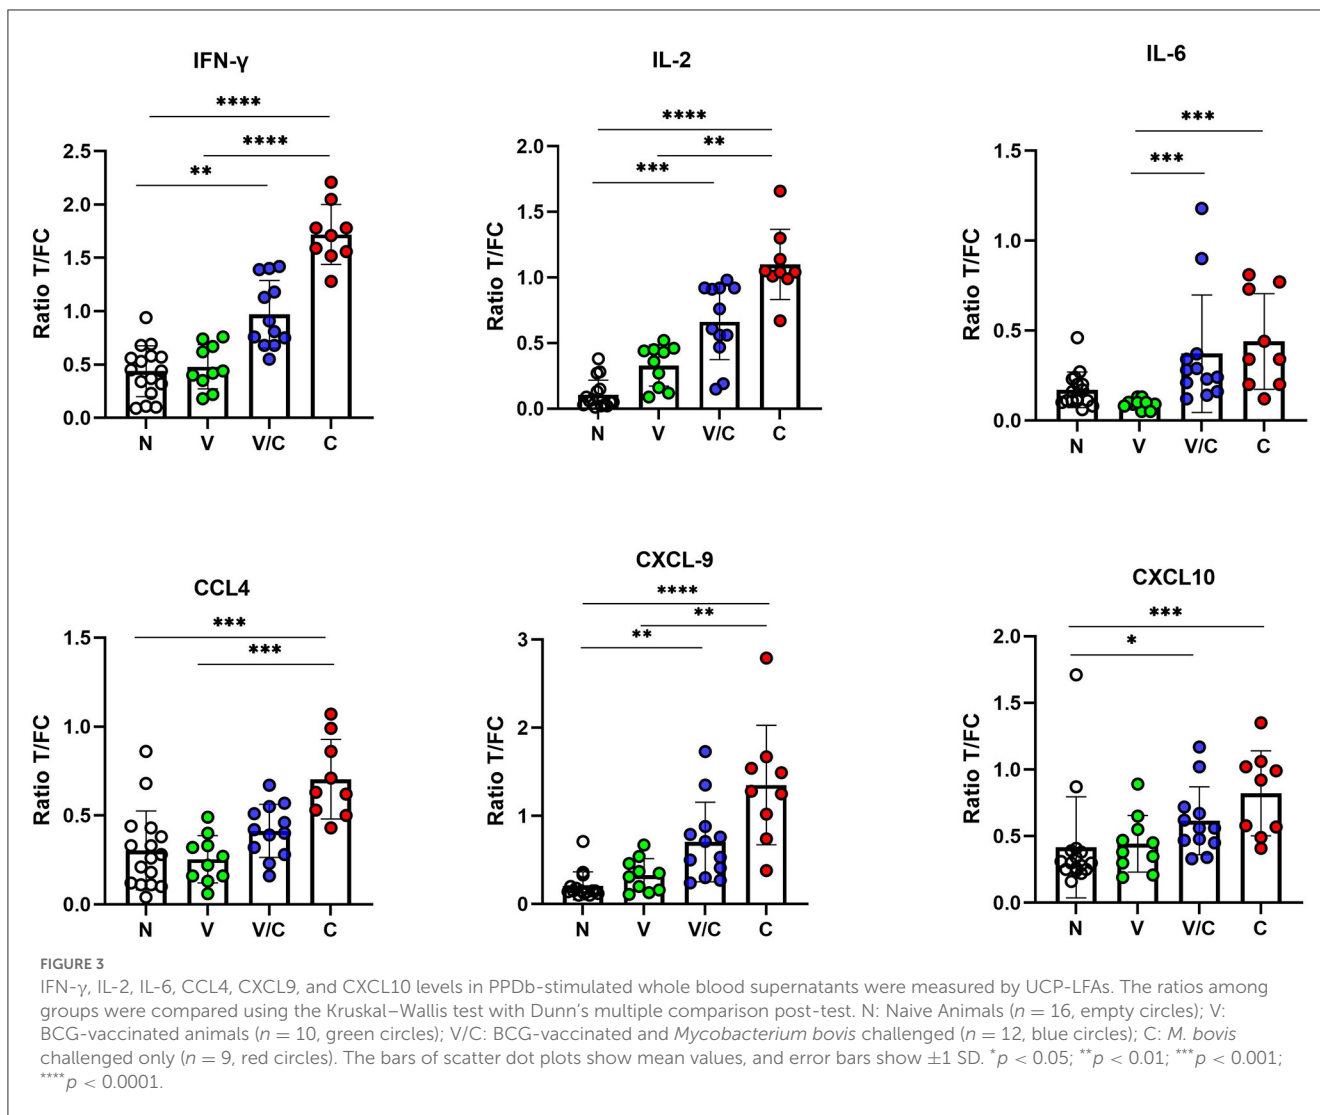 IFN-γ
****
****
**
Ratio T/FC
2.5
2.0
1.5
1.0
0.5
0.0
N V V/C C
IL-2
****
**
***
Ratio T/FC
2.0
1.5
1.0
0.5
0.0
N V V/C C
IL-6
***
***
Ratio T/FC
1.5
1.0
0.5
0.0
N V V/C C
CCL4
***
***
Ratio T/FC
1.5
1.0
0.5
0.0
N V V/C C
CXCL-9
****
**
**
Ratio T/FC
3
2
1
0
N V V/C C
CXCL10
***
*
Ratio T/FC
2.0
1.5
1.0
0.5
0.0
N V V/C C
FIGURE 3
IFN-γ, IL-2, IL-6, CCL4, CXCL9, and CXCL10 levels in PPDb-stimulated whole blood supernatants were measured by UCP-LFAs. The ratios among
groups were compared using the Kruskal–Wallis test with Dunn's multiple comparison post-test. N: Naive Animals (n = 16, empty circles); V:
BCG-vaccinated animals (n = 10, green circles); V/C: BCG-vaccinated and Mycobacterium bovis challenged (n = 12, blue circles); C: M. bovis
challenged only (n = 9, red circles). The bars of scatter dot plots show mean values, and error bars show ±1 SD. *p < 0.05; **p < 0.01; ***p < 0.001;
****p < 0.0001.